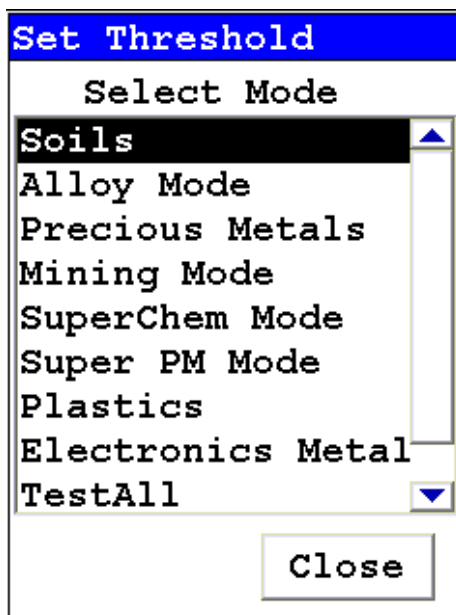 Set Threshold
Select Mode
Soils
Alloy Mode
Precious Metals
Mining Mode
SuperChem Mode
Super PM Mode
Plastics
Electronics Metal
TestAll
Close